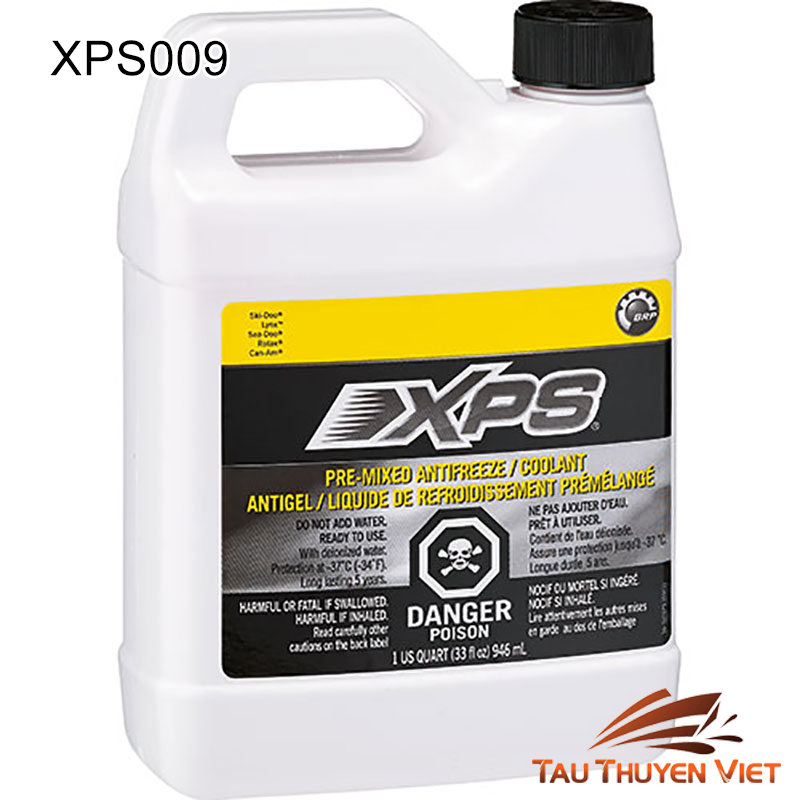 XPS009
Ski-Doo®
Lynx™
Sea-Doo®
Rotax®
Can-Am®
BRP
XPS®
PRE-MIXED ANTIFREEZE / COOLANT
ANTIGEL / LIQUIDE DE REFROIDISSEMENT PRÉMÉLANGÉ
DO NOT ADD WATER.
READY TO USE.
With deionized water.
Protection at -37°C (-34°F).
Long lasting 5 years.
HARMFUL OR FATAL IF SWALLOWED.
HARMFUL IF INHALED.
Read carefully other
cautions on the back label
DANGER
POISON
NE PAS AJOUTER D'EAU.
PRÊT À UTILISER.
Contient de l'eau déionisée.
Assure une protection jusqu'à -37 °C
Longue durée, 5 ans.
NOCIF OU MORTEL SI INGÉRÉ.
NOCIF SI INHALÉ.
Lire attentivement les autres mises
en garde au dos de l'emballage
1 US QUART (33 fl oz) 946 mL
TAU THUYEN VIET